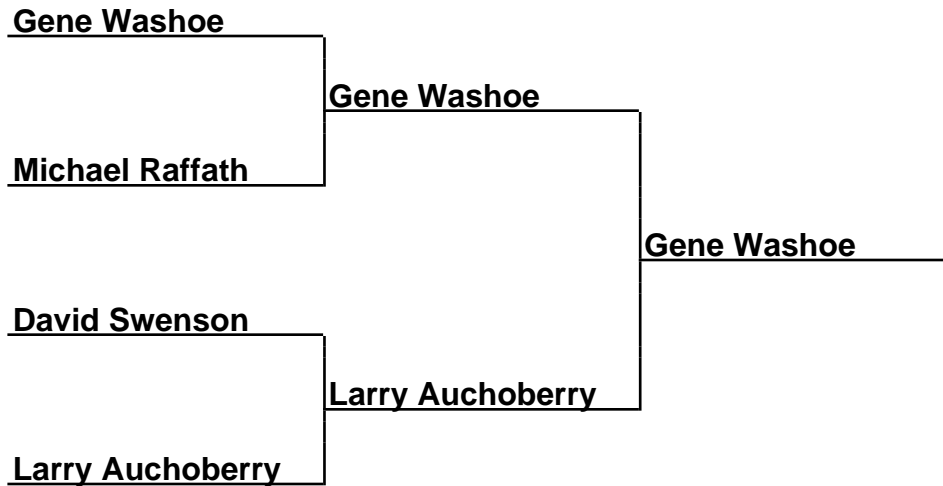 Gene Washoe
Gene Washoe
Michael Raffath
Gene Washoe
David Swenson
Larry Auchoberry
Larry Auchoberry